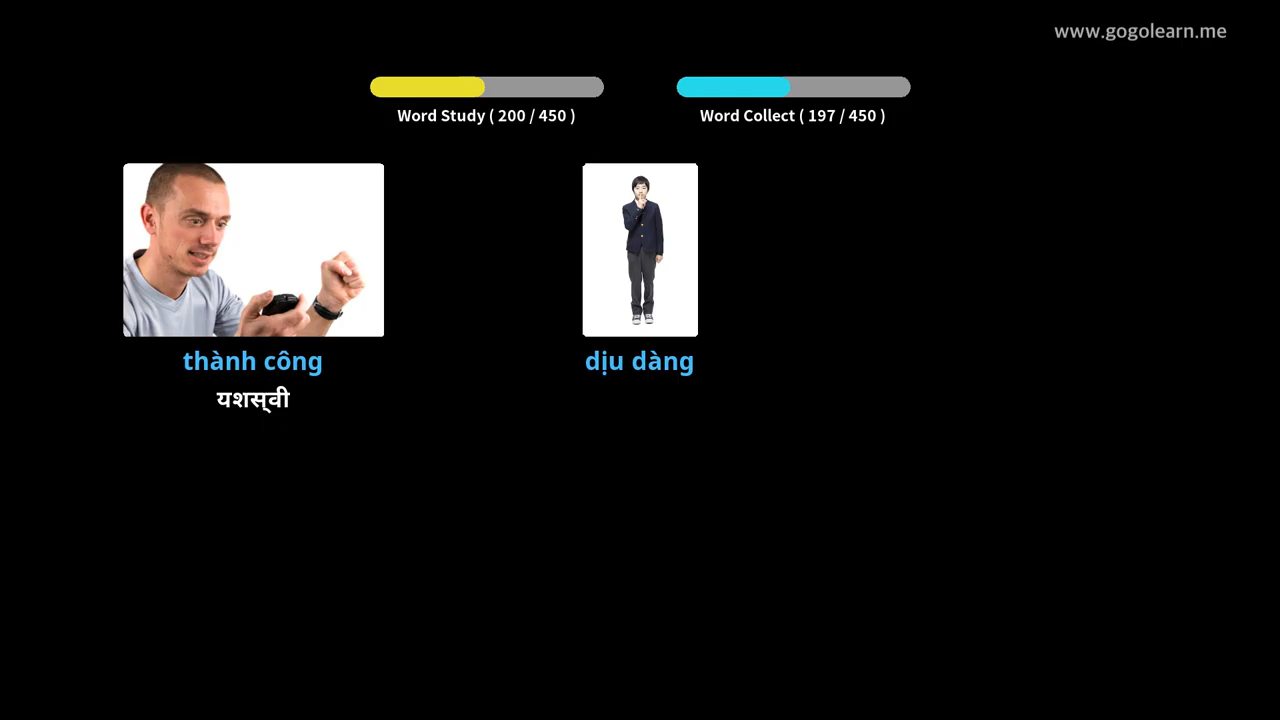 www.gogolearn.me
Word Study ( 200 / 450 )
Word Collect ( 197 / 450 )
thành công
dịu dàng
यशस्वी